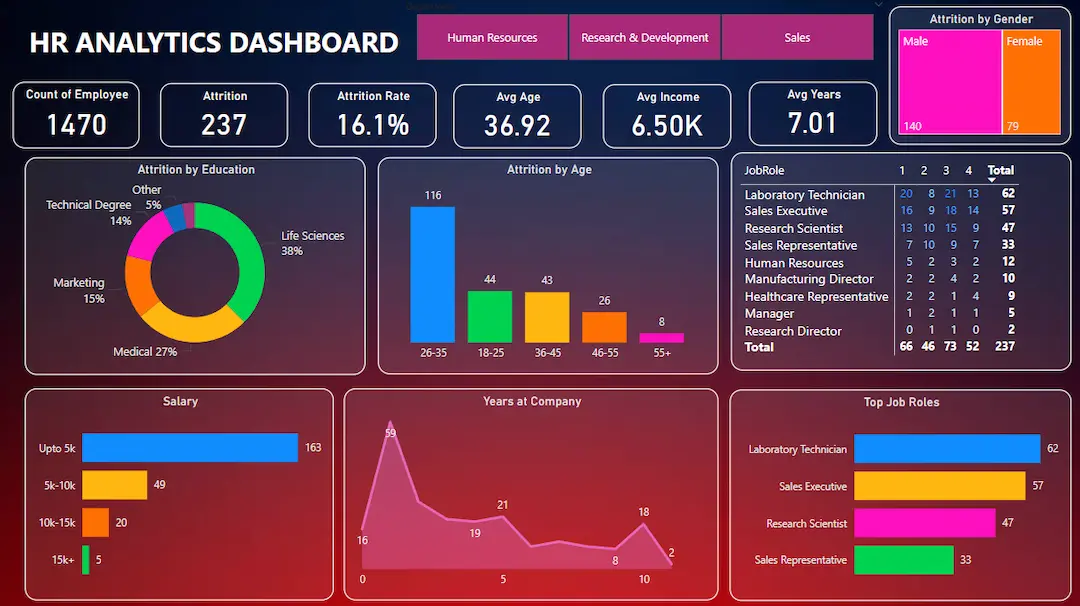 HR ANALYTICS DASHBOARD
Human Resources
Research & Development
Sales
Attrition by Gender
Male
Female
140
79
Count of Employee
1470
Attrition
237
Attrition Rate
16.1%
Avg Age
36.92
Avg Income
6.50K
Avg Years
7.01
Attrition by Education
Other
5%
Technical Degree
14%
Life Sciences
38%
Marketing
15%
Medical 27%
Attrition by Age
116
44
43
26
8
26-35 18-25 36-45 46-55 55+
JobRole 1 2 3 4 Total
Laboratory Technician 20 8 21 13 62
Sales Executive 16 9 18 14 57
Research Scientist 13 10 15 9 47
Sales Representative 7 10 9 7 33
Human Resources 5 2 3 2 12
Manufacturing Director 2 2 4 2 10
Healthcare Representative 2 2 1 4 9
Manager 1 2 1 1 5
Research Director 0 1 1 0 2
Total 66 46 73 52 237
Salary
Upto 5k 163
5k-10k 49
10k-15k 20
15k+ 5
Years at Company
59
21
18
16
19
8
2
0 5 10
Top Job Roles
Laboratory Technician 62
Sales Executive 57
Research Scientist 47
Sales Representative 33